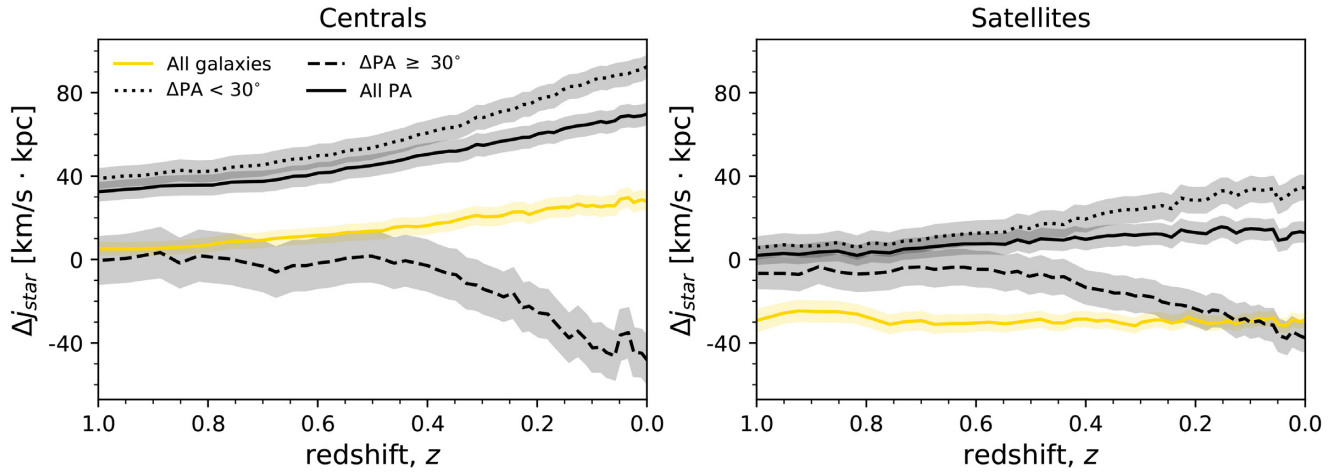 Centrals
Satellites
All galaxies
ΔPA < 30°
ΔPA ≥ 30°
All PA
Δj_star [km/s · kpc]
80
40
0
-40
1.0 0.8 0.6 0.4 0.2 0.0
redshift, z
Δj_star [km/s · kpc]
80
40
0
-40
1.0 0.8 0.6 0.4 0.2 0.0
redshift, z